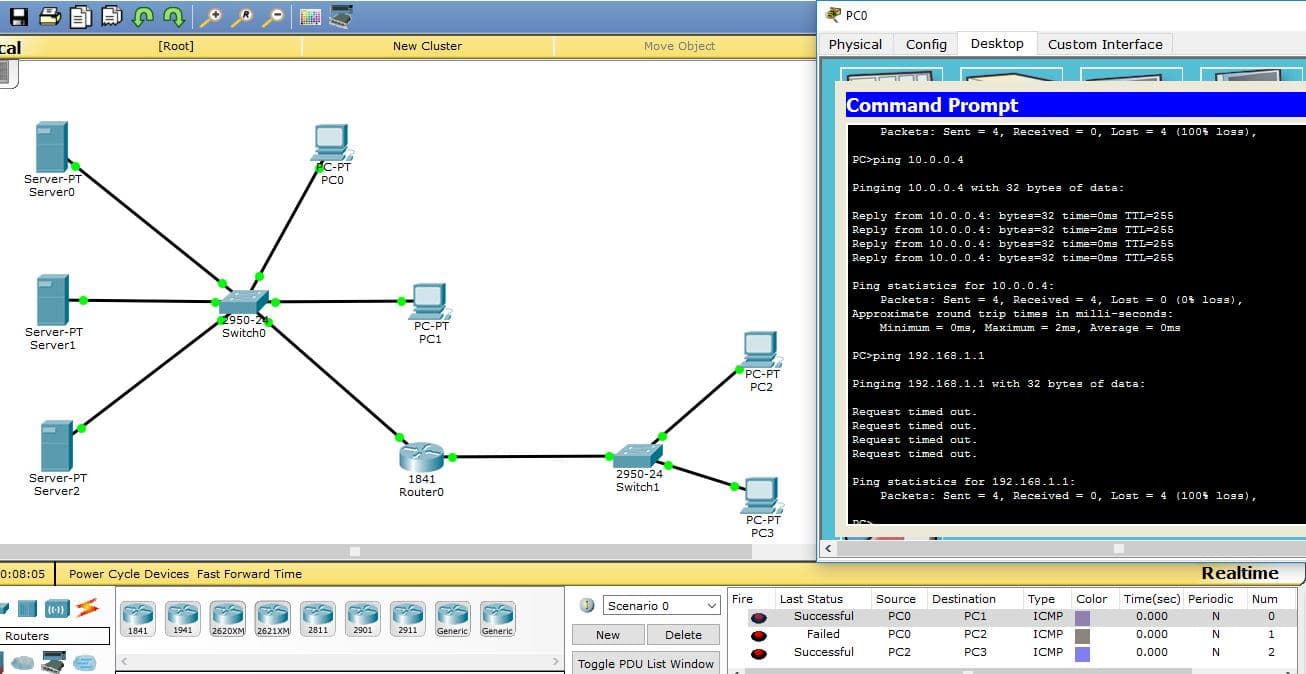 cal
[Root]
New Cluster
Move Object
Server-PT
Server0
PC-PT
PC0
Server-PT
Server1
2950-24
Switch0
PC-PT
PC1
PC-PT
PC2
Server-PT
Server2
1841
Router0
2950-24
Switch1
PC-PT
PC3
PC0
Physical
Config
Desktop
Custom Interface
Command Prompt
Packets: Sent = 4, Received = 0, Lost = 4 (100% loss),
PC>ping 10.0.0.4
Pinging 10.0.0.4 with 32 bytes of data:
Reply from 10.0.0.4: bytes=32 time=0ms TTL=255
Reply from 10.0.0.4: bytes=32 time=2ms TTL=255
Reply from 10.0.0.4: bytes=32 time=0ms TTL=255
Reply from 10.0.0.4: bytes=32 time=0ms TTL=255
Ping statistics for 10.0.0.4:
Packets: Sent = 4, Received = 4, Lost = 0 (0% loss),
Approximate round trip times in milli-seconds:
Minimum = 0ms, Maximum = 2ms, Average = 0ms
PC>ping 192.168.1.1
Pinging 192.168.1.1 with 32 bytes of data:
Request timed out.
Request timed out.
Request timed out.
Request timed out.
Ping statistics for 192.168.1.1:
Packets: Sent = 4, Received = 0, Lost = 4 (100% loss),
PC>
0:08:05
Power Cycle Devices Fast Forward Time
Realtime
Routers
1841
1941
2620XM
2621XM
2811
2901
2911
Generic
Generic
Scenario 0
New
Delete
Toggle PDU List Window
Fire Last Status Source Destination Type Color Time(sec) Periodic Num
Successful PC0 PC1 ICMP 0.000 N 0
Failed PC0 PC2 ICMP 0.000 N 1
Successful PC2 PC3 ICMP 0.000 N 2